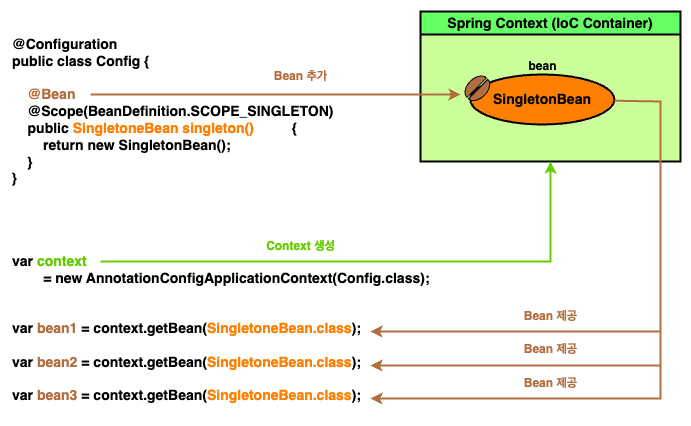 Spring Context (IoC Container)
@Configuration
public class Config {
Bean 추가
bean
@Bean
SingletonBean
@Scope(BeanDefinition.SCOPE_SINGLETON)
public SingletoneBean singleton() {
return new SingletonBean();
}
}
Context 생성
var context
= new AnnotationConfigApplicationContext(Config.class);
Bean 제공
var bean1 = context.getBean(SingletoneBean.class);
Bean 제공
var bean2 = context.getBean(SingletoneBean.class);
Bean 제공
var bean3 = context.getBean(SingletoneBean.class);